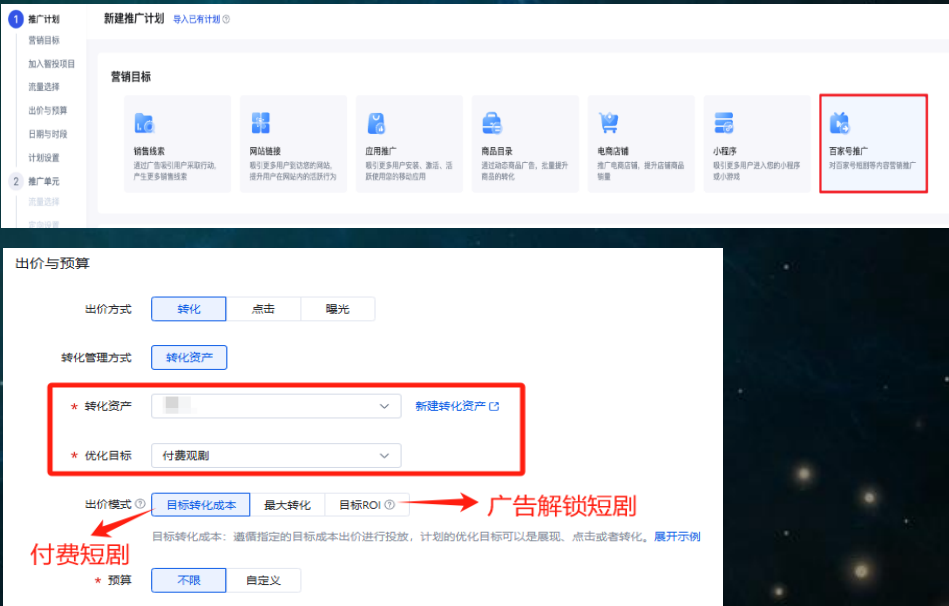 1 推广计划
营销目标
加入智投项目
流量选择
出价与预算
日期与时段
计划设置
2 推广单元
流量选择
定向设置
新建推广计划 导入已有计划
营销目标
销售线索
通过广告吸引用户采取行动,
产生更多销售线索
网站链接
吸引更多用户到访您的网站,
提升用户在网站内的活跃行为
应用推广
吸引更多用户安装、激活、活
跃使用您的移动应用
商品目录
通过动态商品广告,批量提升
商品的转化
电商店铺
推广电商店铺,提升店铺商品
销量
小程序
吸引更多用户进入您的小程序
或小游戏
百家号推广
对百家号短剧等内容营销推广
出价与预算
出价方式 转化 点击 曝光
转化管理方式 转化资产
* 转化资产 新建转化资产
* 优化目标 付费观剧
出价模式 目标转化成本 最大转化 目标ROI
广告解锁短剧
目标转化成本:遵循指定的目标成本出价进行投放,计划的优化目标可以是展现、点击或者转化。展开示例
付费短剧
* 预算 不限 自定义